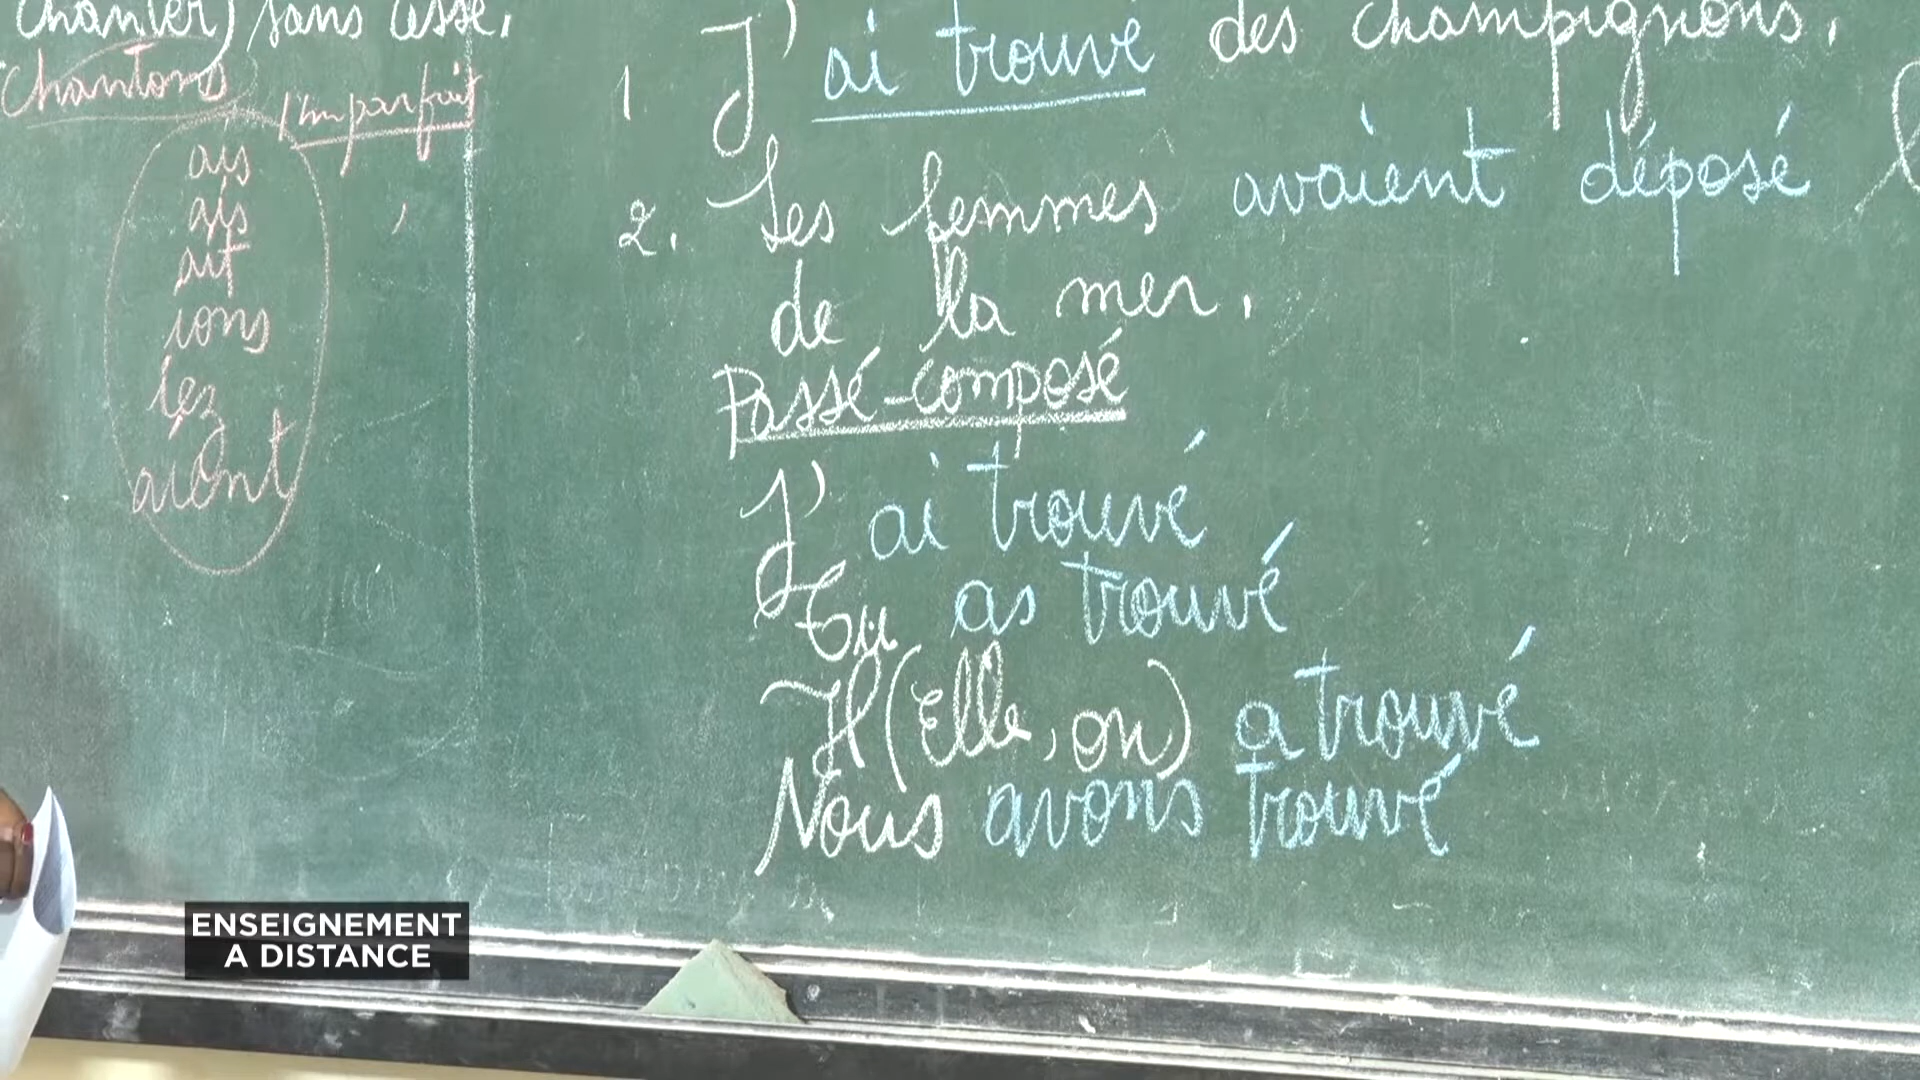 chanter) sans cesse.
chantons
l'imparfait
ais
ais
ait
ions
iez
aient
1 J'ai trouvé des champignons.
2. Les femmes avaient déposé
de la mer.
Passé-composé
J'ai trouvé
Tu as trouvé
Il (Elle, on) a trouvé
Nous avons trouvé
ENSEIGNEMENT
A DISTANCE